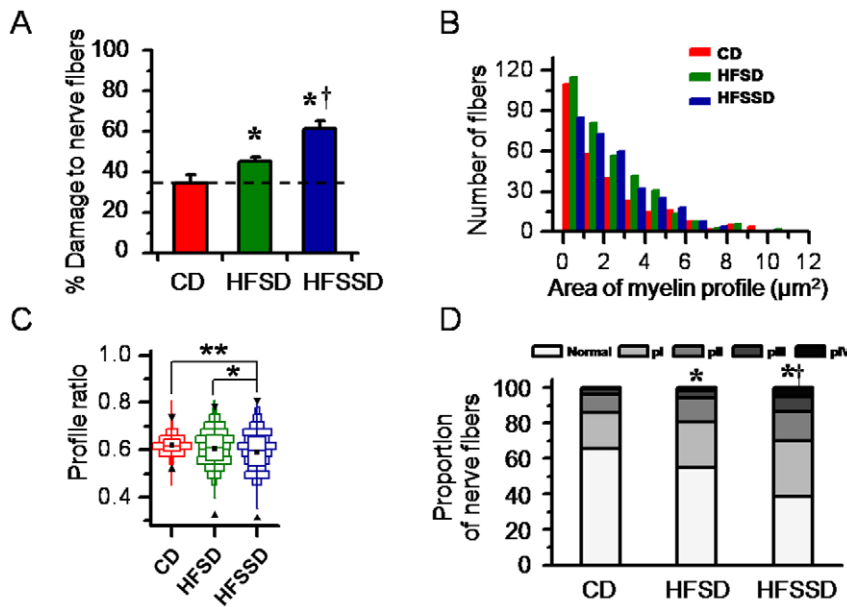 A
% Damage to nerve fibers
100
80
60
40
20
0
*
*†
CD HFSD HFSSD
B
Number of fibers
120
90
60
30
0
CD
HFSD
HFSSD
0 2 4 6 8 10 12
Area of myelin profile (μm²)
C
Profile ratio
1.0
0.8
0.6
0.4
**
*
CD HFSD HFSSD
D
Normal pI pII pIII pIV
Proportion
of nerve fibers
100
80
60
40
20
0
*
*†
CD HFSD HFSSD